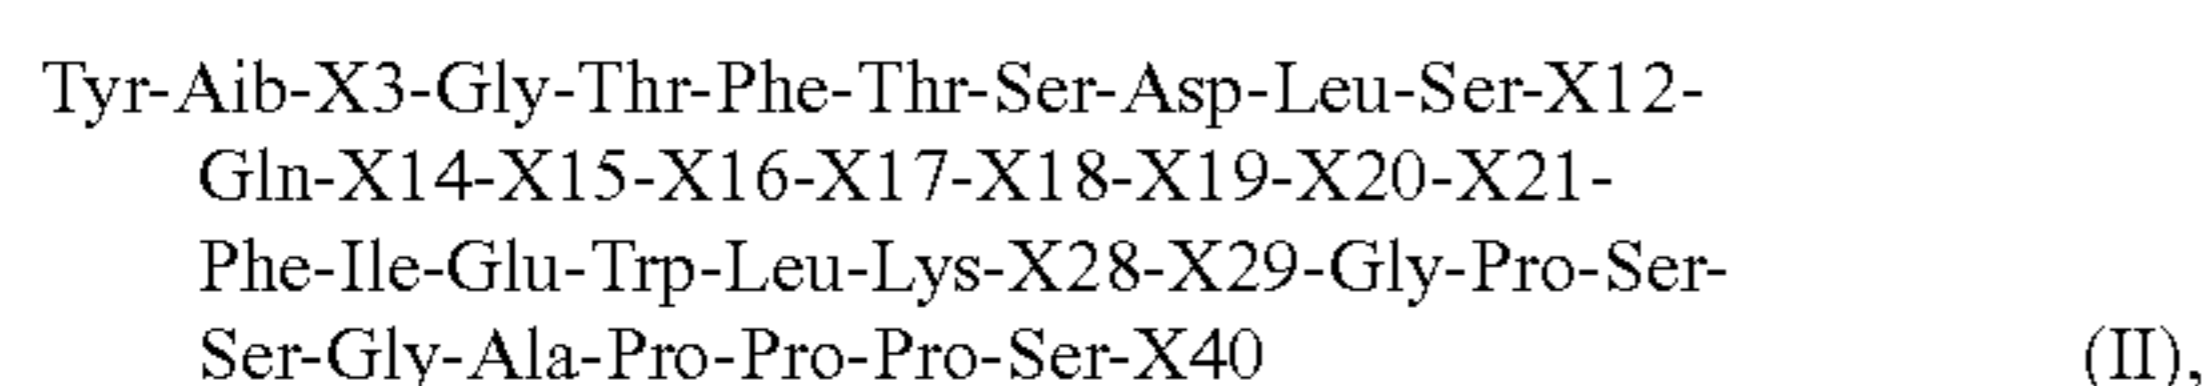 Tyr-Aib-X3-Gly-Thr-Phe-Thr-Ser-Asp-Leu-Ser-X12-
Gln-X14-X15-X16-X17-X18-X19-X20-X21-
Phe-Ile-Glu-Trp-Leu-Lys-X28-X29-Gly-Pro-Ser-
Ser-Gly-Ala-Pro-Pro-Pro-Ser-X40 (II),